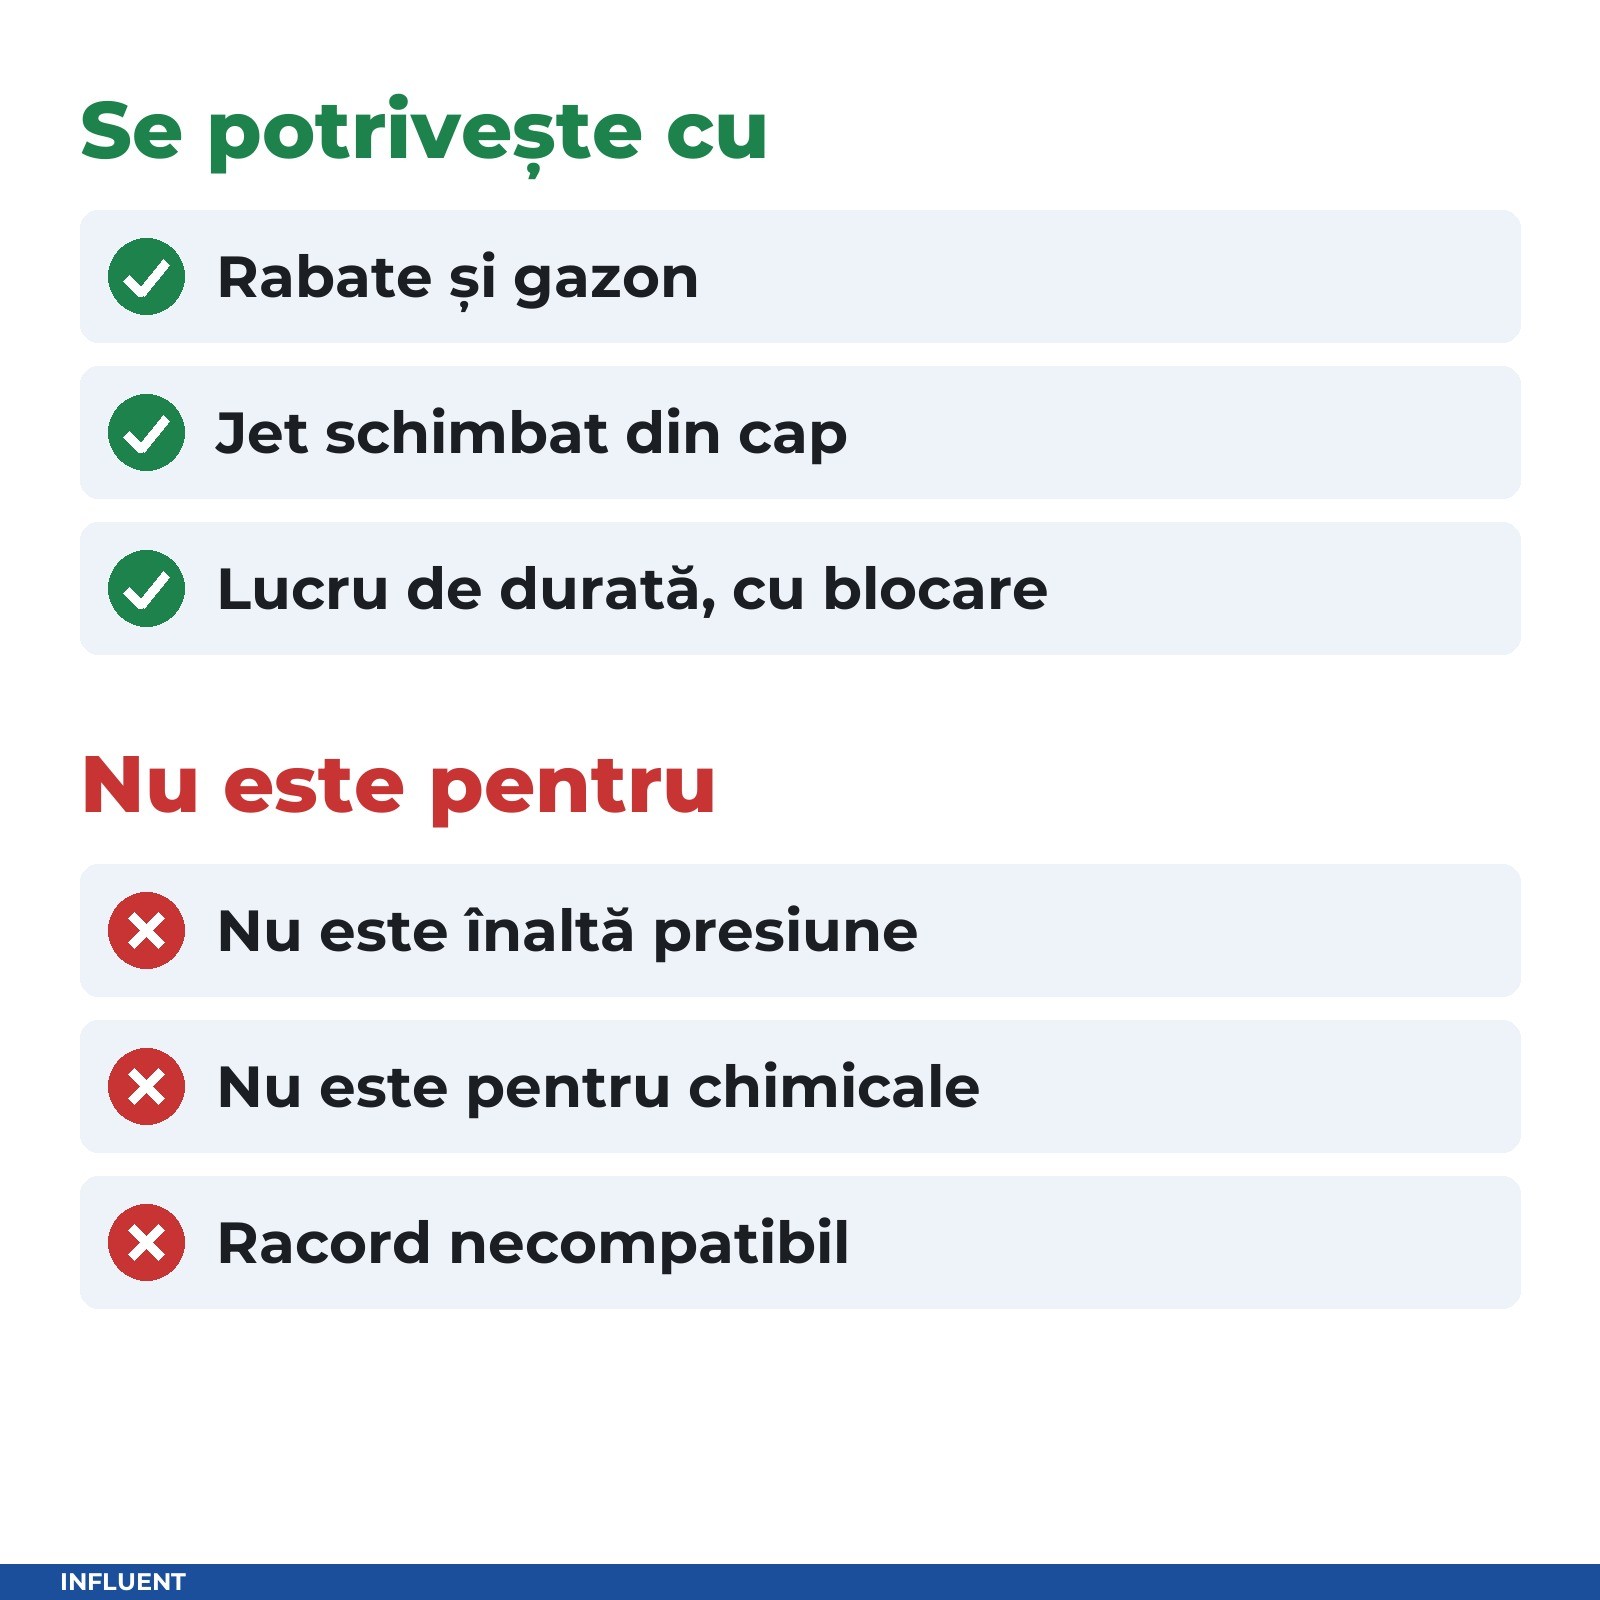 Se potrivește cu
Rabate și gazon
Jet schimbat din cap
Lucru de durată, cu blocare
Nu este pentru
Nu este înaltă presiune
Nu este pentru chimicale
Racord necompatibil
INFLUENT